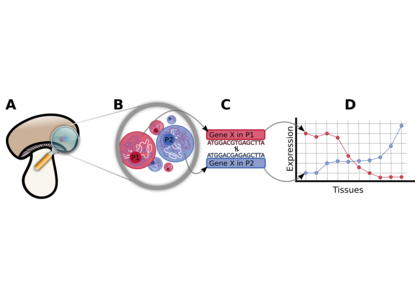 A
B
C
D
P1
P2
Gene X in P1
ATGGACGTGAGCTTA
ATGGACGAGAGCTTA
Gene X in P2
Expression
Tissues